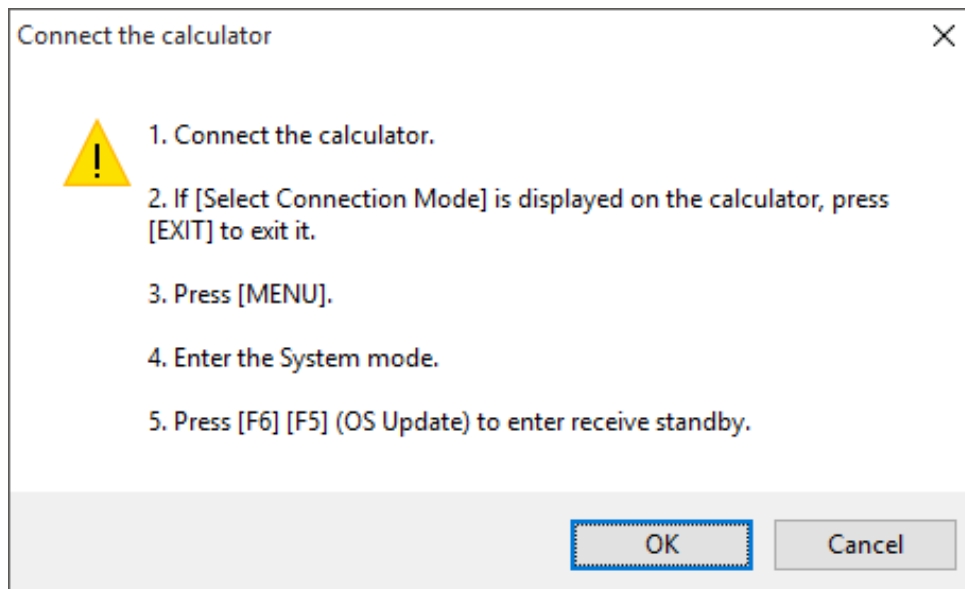 Connect the calculator
1. Connect the calculator.
2. If [Select Connection Mode] is displayed on the calculator, press
[EXIT] to exit it.
3. Press [MENU].
4. Enter the System mode.
5. Press [F6] [F5] (OS Update) to enter receive standby.
OK
Cancel